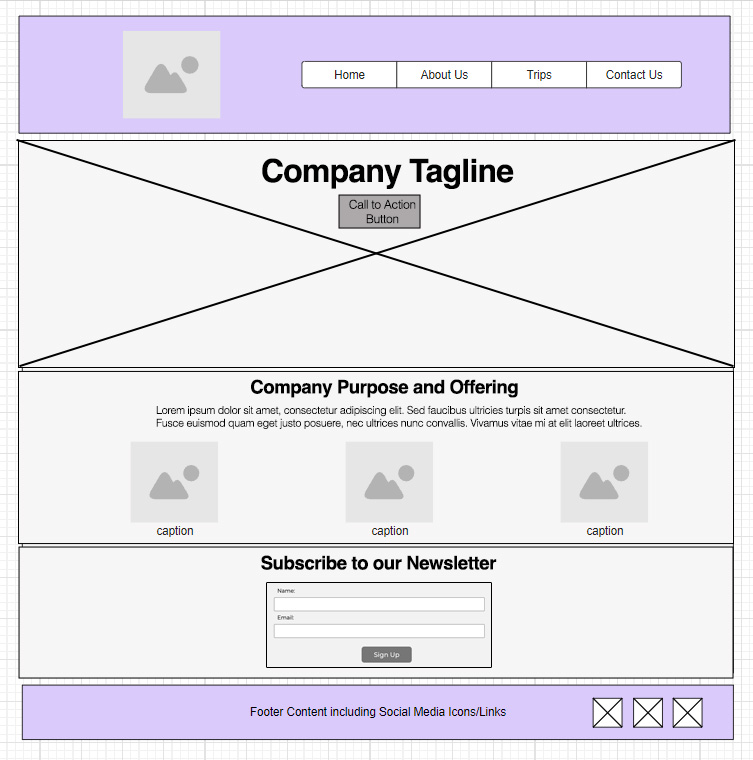 Home About Us Trips Contact Us
Company Tagline
Call to Action
Button
Company Purpose and Offering
Lorem ipsum dolor sit amet, consectetur adipiscing elit. Sed faucibus ultricies turpis sit amet consectetur.
Fusce euismod quam eget justo posuere, nec ultrices nunc convallis. Vivamus vitae mi at elit laoreet ultrices.
caption caption caption
Subscribe to our Newsletter
Name:
Email:
Sign Up
Footer Content including Social Media Icons/Links